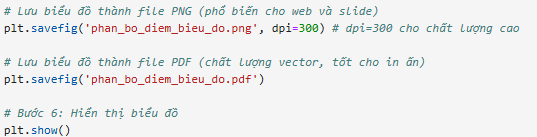 # Lưu biểu đồ thành file PNG (phổ biến cho web và slide)
plt.savefig('phan_bo_diem_bieu_do.png', dpi=300) # dpi=300 cho chất lượng cao
# Lưu biểu đồ thành file PDF (chất lượng vector, tốt cho in ấn)
plt.savefig('phan_bo_diem_bieu_do.pdf')
# Bước 6: Hiển thị biểu đồ
plt.show()